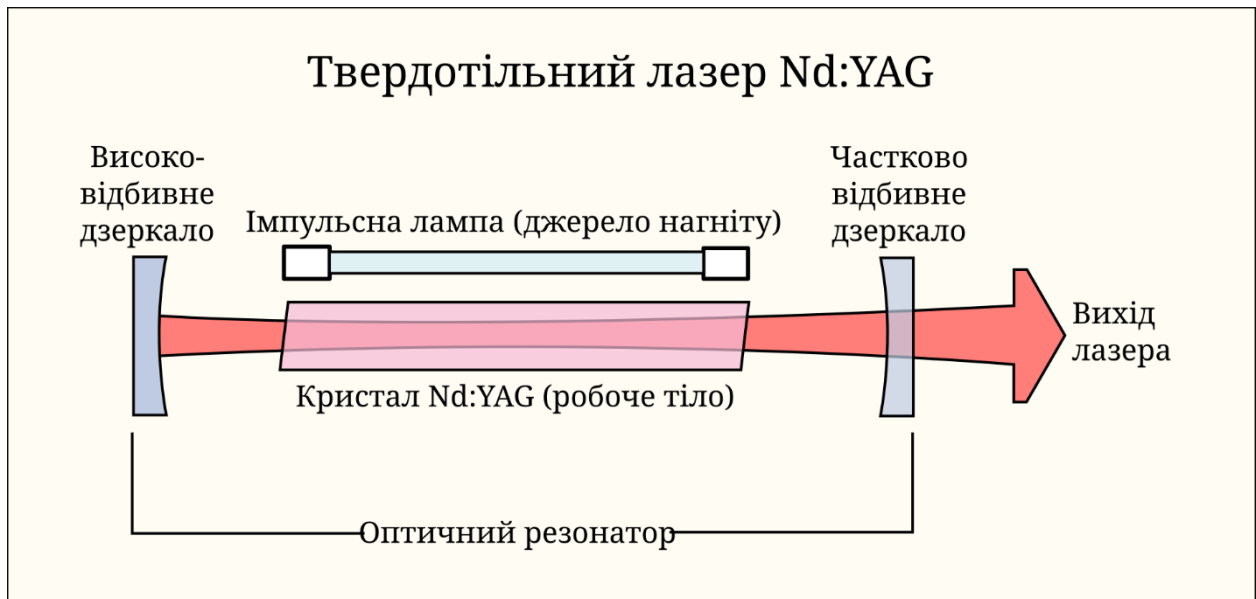 Твердотільний лазер Nd:YAG
Високо-
відбивне
дзеркало
Імпульсна лампа (джерело нагніту)
Частково
відбивне
дзеркало
Вихід
лазера
Кристал Nd:YAG (робоче тіло)
Оптичний резонатор